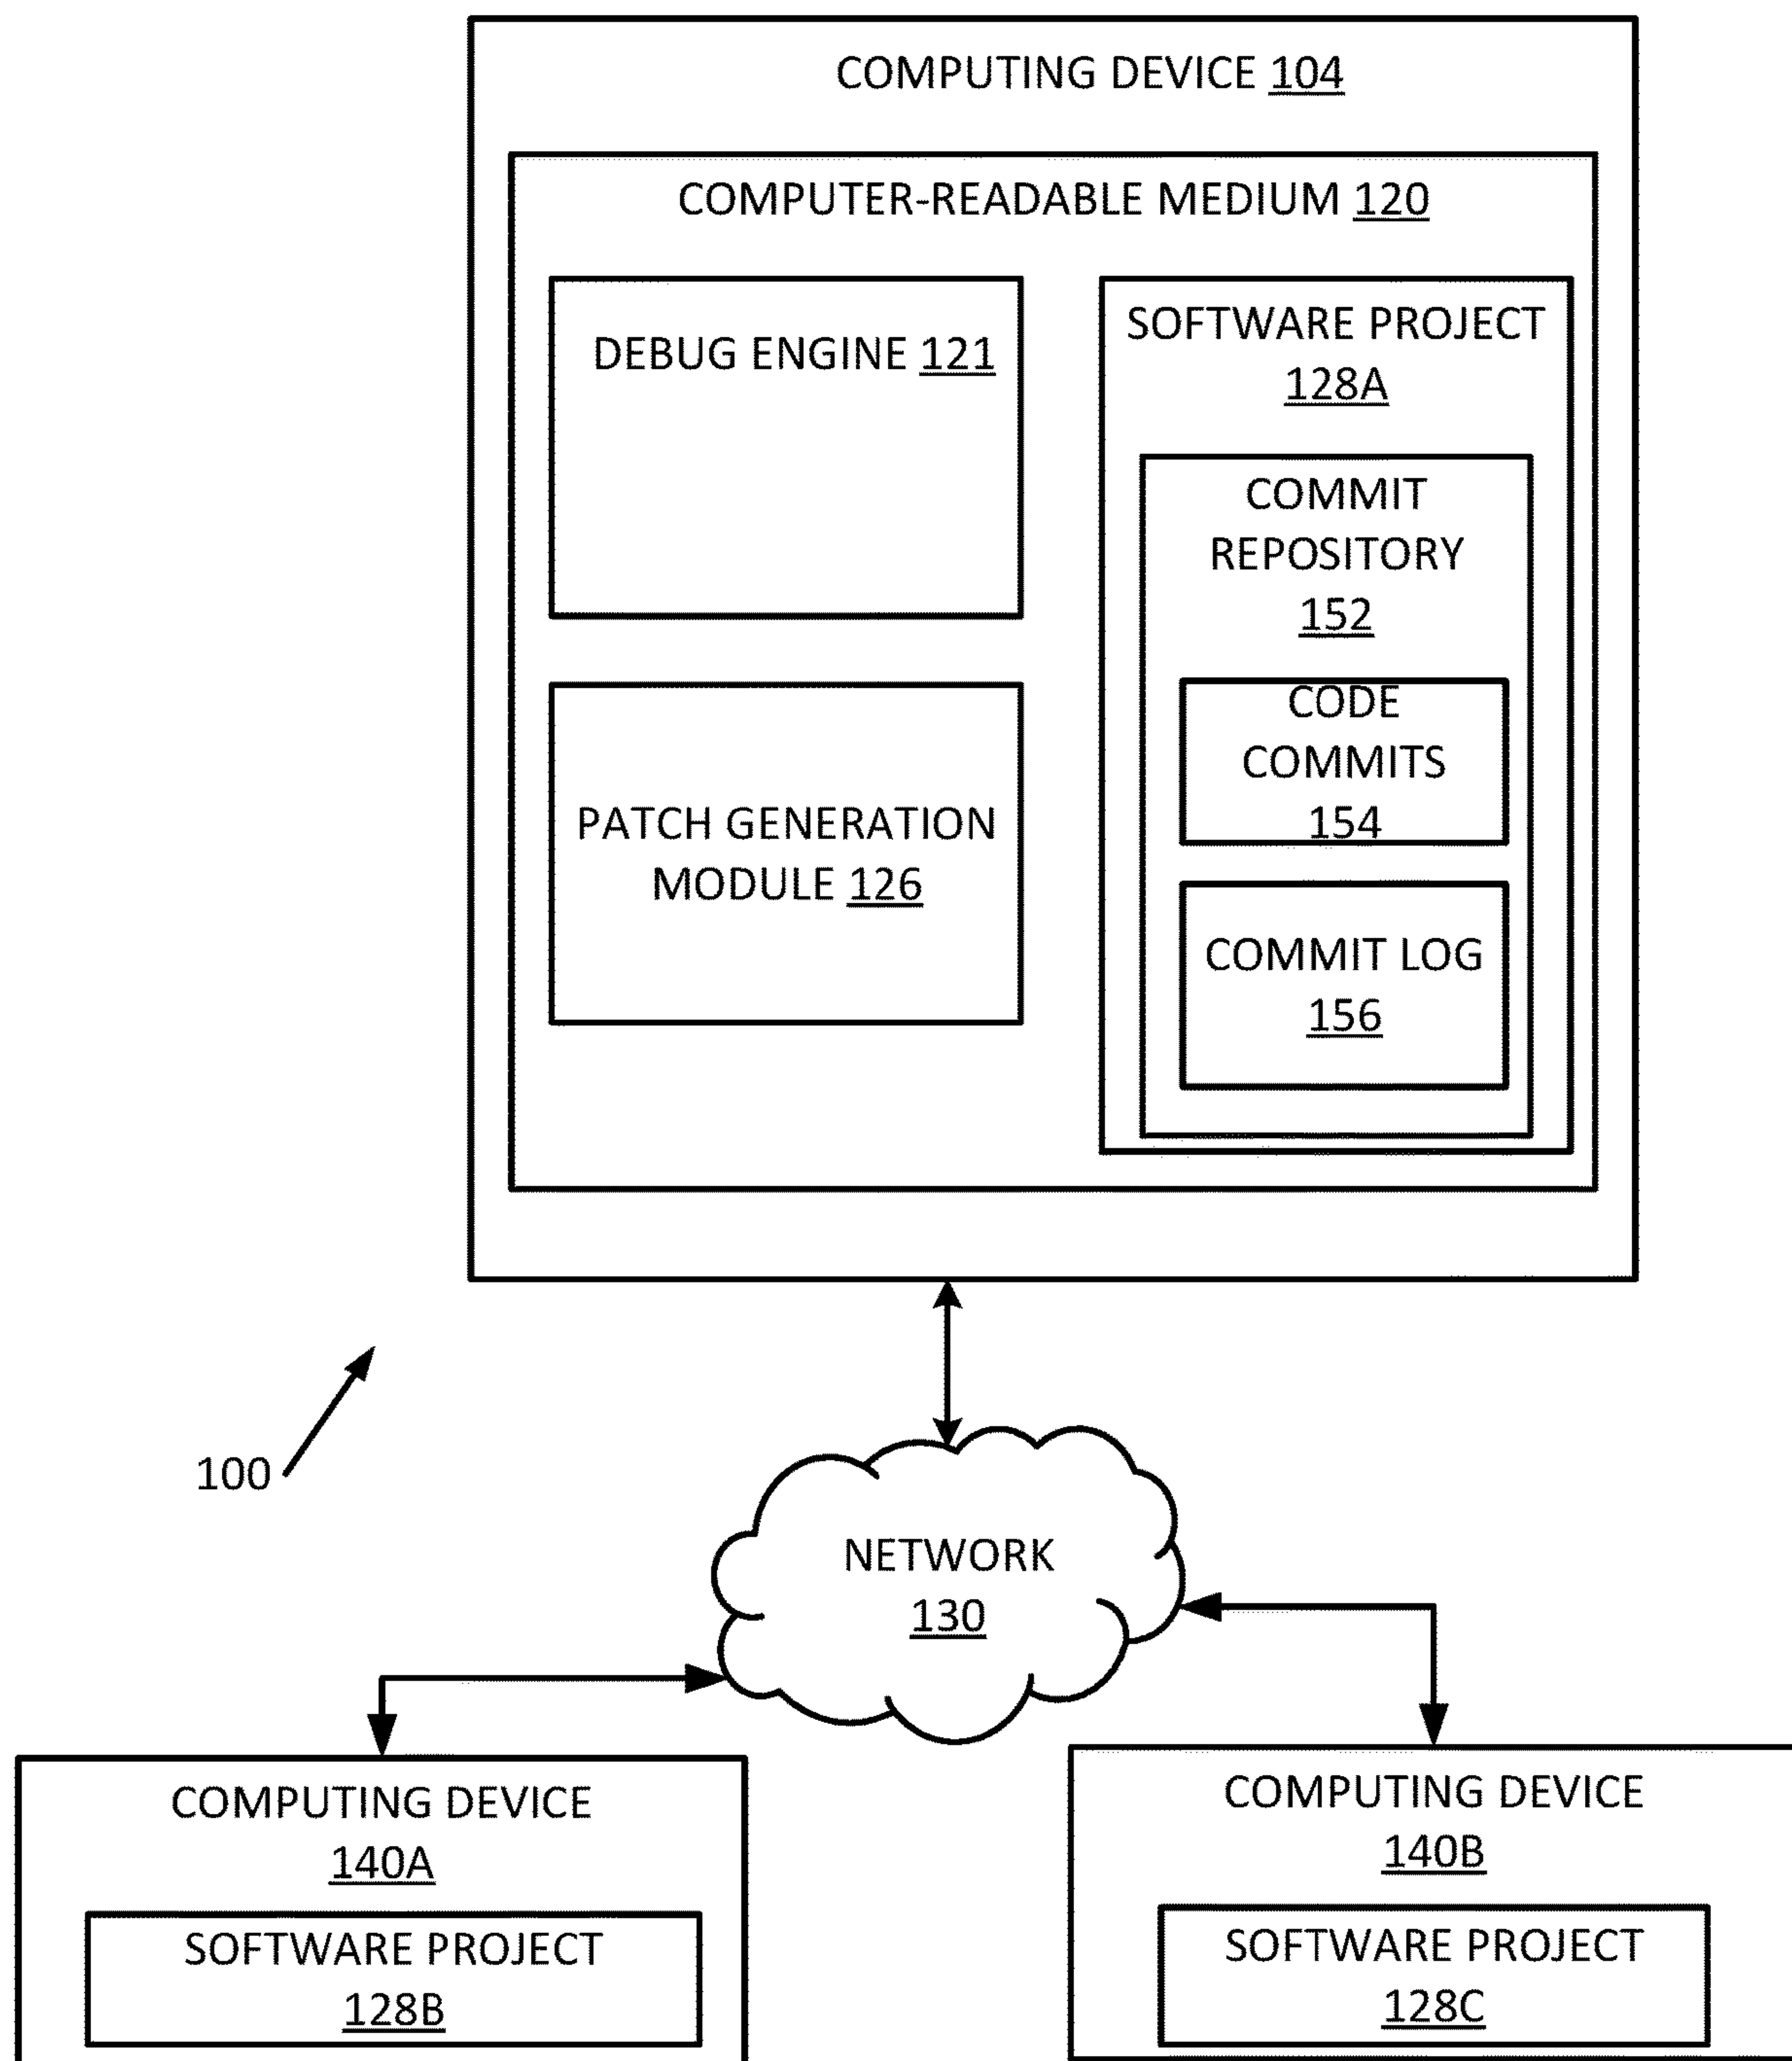 COMPUTING DEVICE 104
COMPUTER-READABLE MEDIUM 120
DEBUG ENGINE 121
PATCH GENERATION
MODULE 126
SOFTWARE PROJECT
128A
COMMIT
REPOSITORY
152
CODE
COMMITS
154
COMMIT LOG
156
100
NETWORK
130
COMPUTING DEVICE
140A
SOFTWARE PROJECT
128B
COMPUTING DEVICE
140B
SOFTWARE PROJECT
128C